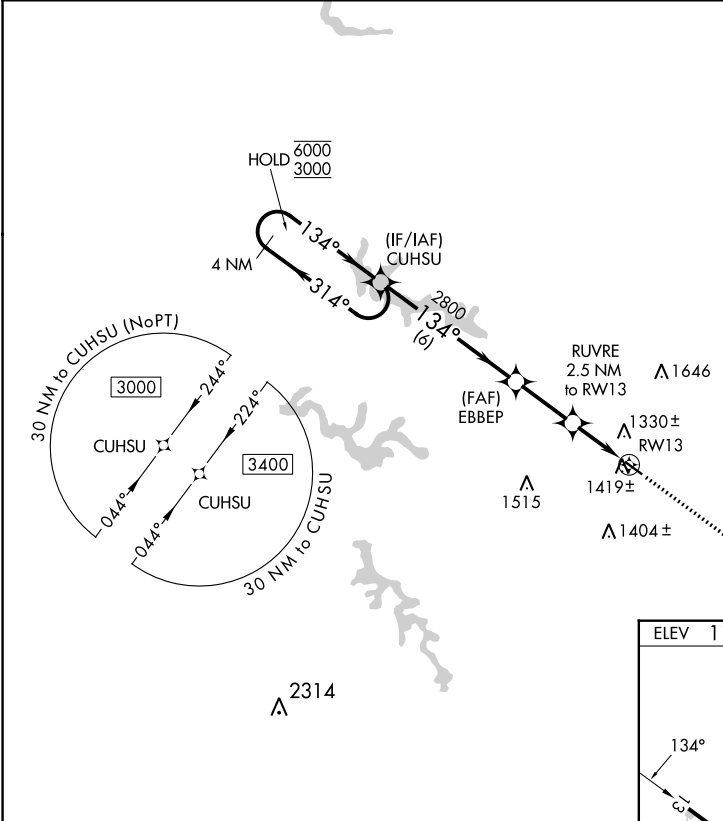 HOLD 6000
3000
134°
(IF/IAF)
CUHSU
4 NM
314°
2800
134°
(6)
30 NM to CUHSU (NoPT)
3000
244°
CUHSU
044°
224°
3400
CUHSU
044°
30 NM to CUHSU
RUVRE
2.5 NM
to RW13
1646
(FAF)
EBBEP
1330±
RW13
1419±
1515
1404±
2314
ELEV 1
134°
13